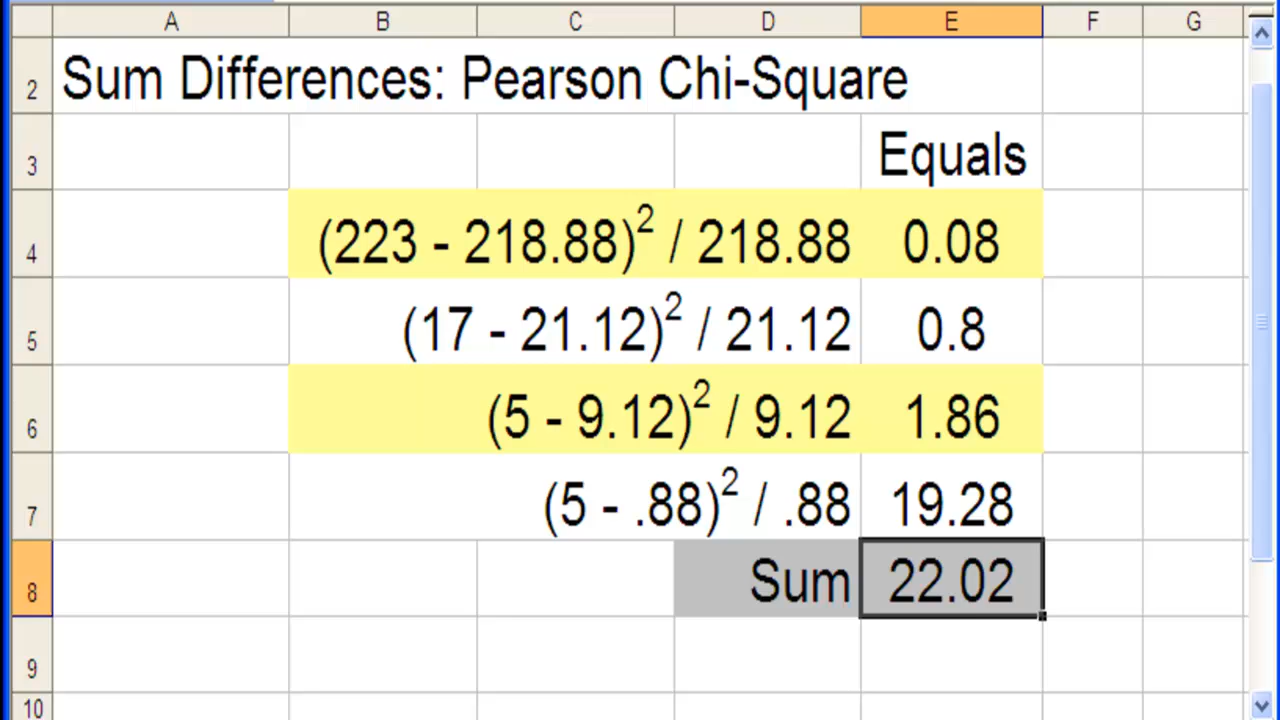 A B C D E F G
2 Sum Differences: Pearson Chi-Square
3 Equals
4 (223 - 218.88)² / 218.88 0.08
5 (17 - 21.12)² / 21.12 0.8
6 (5 - 9.12)² / 9.12 1.86
7 (5 - .88)² / .88 19.28
8 Sum 22.02
9
10